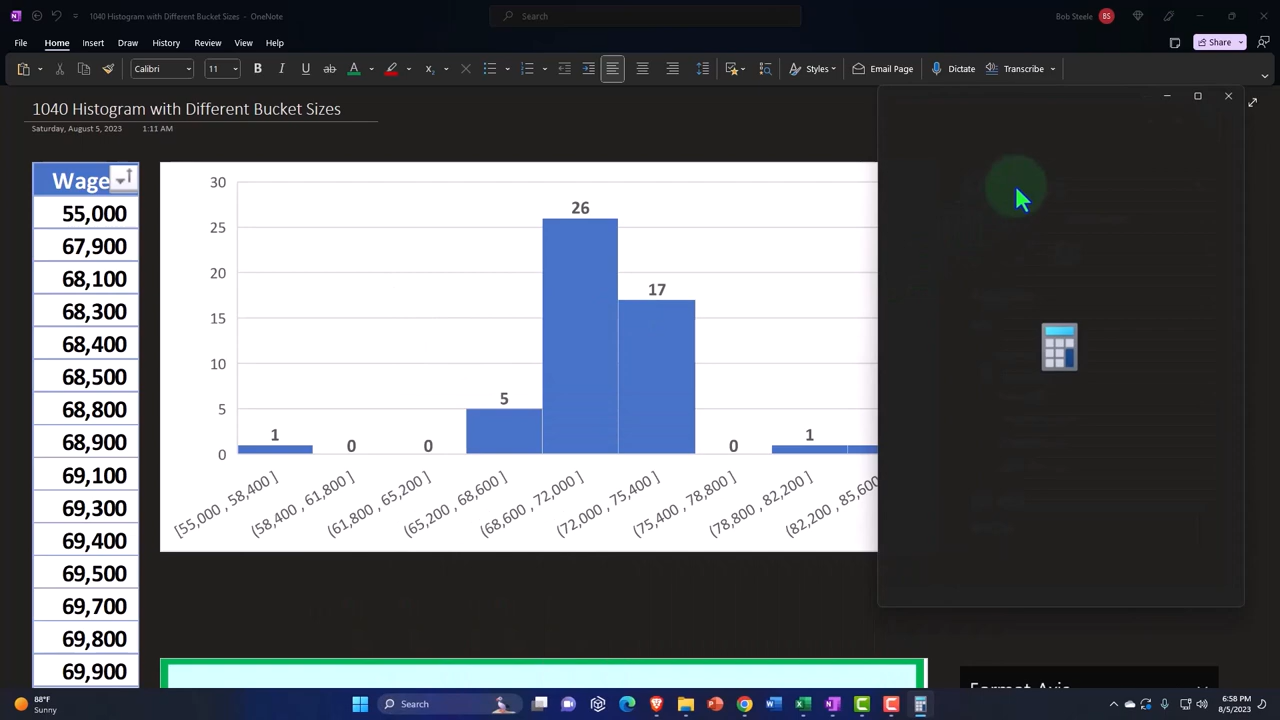 1040 Histogram with Different Bucket Sizes - OneNote
Search
Bob Steele BS
File Home Insert Draw History Review View Help
Share
Calibri 11 B I U ab A x Styles Email Page Dictate Transcribe
1040 Histogram with Different Bucket Sizes
Saturday, August 5, 2023 1:11 AM
Wage
55,000
67,900
68,100
68,300
68,400
68,500
68,800
68,900
69,100
69,300
69,400
69,500
69,700
69,800
69,900
30
25
20
15
10
5
0
1 0 0 5 26 17 0 1
[55,000 , 58,400 ]
(58,400 , 61,800 ]
(61,800 , 65,200 ]
(65,200 , 68,600 ]
(68,600 , 72,000 ]
(72,000 , 75,400 ]
(75,400 , 78,800 ]
(78,800 , 82,200 ]
(82,200 , 85,600
Format Axis
88°F
Sunny
Search
6:58 PM
8/5/2023